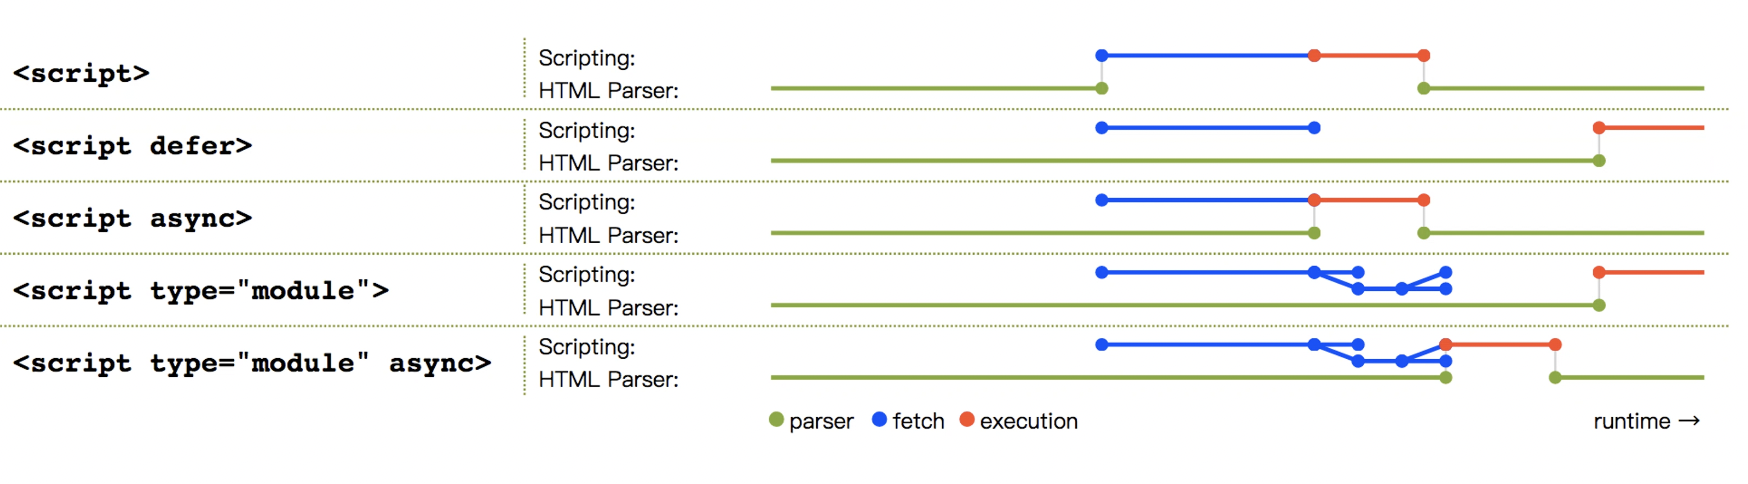 <script>
Scripting:
HTML Parser:
<script defer>
Scripting:
HTML Parser:
<script async>
Scripting:
HTML Parser:
<script type="module">
Scripting:
HTML Parser:
<script type="module" async>
Scripting:
HTML Parser:
parser fetch execution runtime →